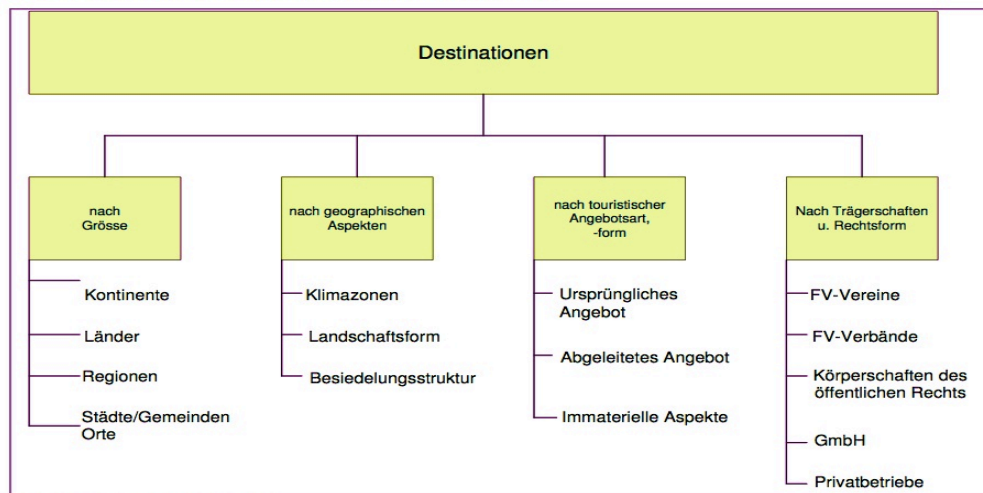 Destinationen
nach
Grösse
Kontinente
Länder
Regionen
Städte/Gemeinden
Orte
nach geographischen
Aspekten
Klimazonen
Landschaftsform
Besiedelungsstruktur
nach touristischer
Angebotsart,
-form
Ursprüngliches
Angebot
Abgeleitetes Angebot
Immaterielle Aspekte
Nach Trägerschaften
u. Rechtsform
FV-Vereine
FV-Verbände
Körperschaften des
öffentlichen Rechts
GmbH
Privatbetriebe